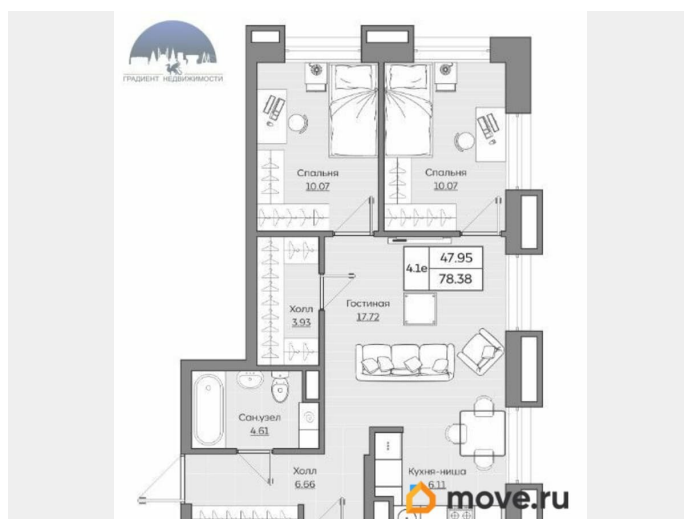 ГРАДИЕНТ НЕДВИЖИМОСТИ
Спальня
10.07
Спальня
10.07
4.1е
47.95
78.38
Холл
3.93
Гостиная
17.72
Сан.узел
4.61
Холл
6.66
Кухня-ниша
6.11
move.ru